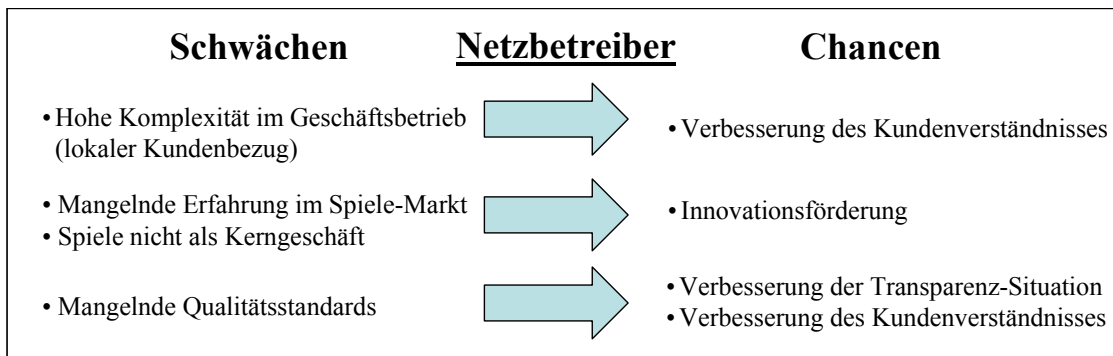 Schwächen Netzbetreiber Chancen
• Hohe Komplexität im Geschäftsbetrieb
(lokaler Kundenbezug)
• Verbesserung des Kundenverständnisses
• Mangelnde Erfahrung im Spiele-Markt
• Spiele nicht als Kerngeschäft
• Innovationsförderung
• Mangelnde Qualitätsstandards
• Verbesserung der Transparenz-Situation
• Verbesserung des Kundenverständnisses